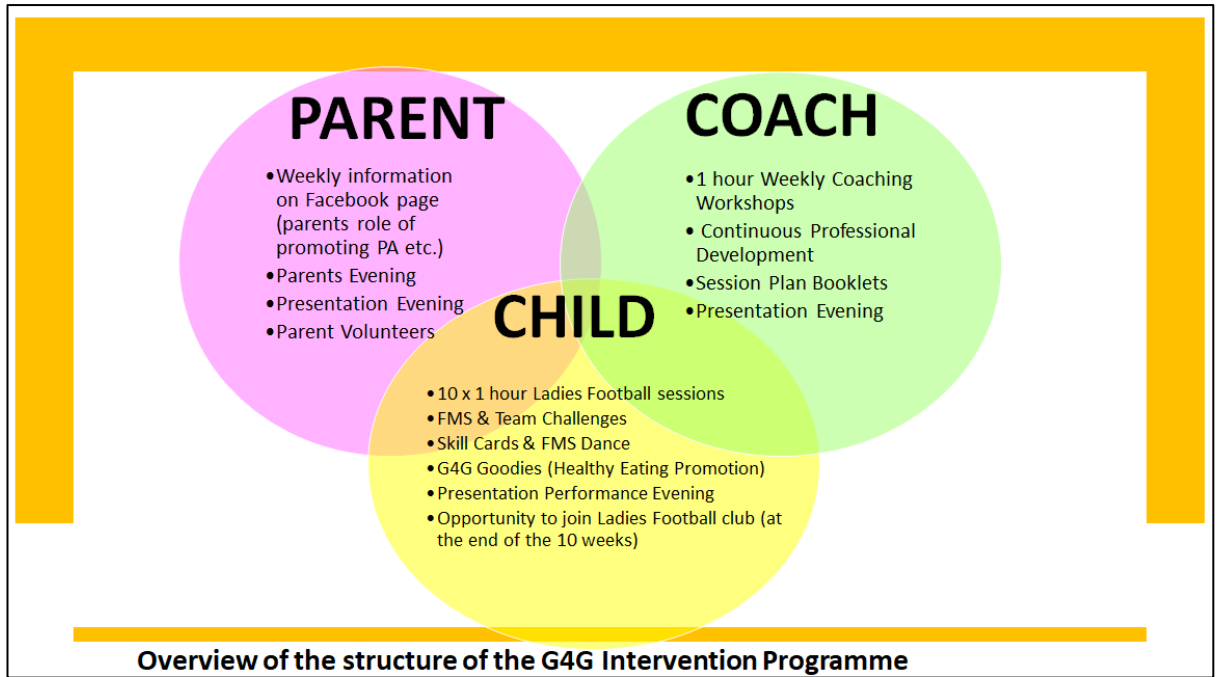 PARENT
•Weekly information
on Facebook page
(parents role of
promoting PA etc.)
•Parents Evening
•Presentation Evening
•Parent Volunteers
COACH
•1 hour Weekly Coaching
Workshops
• Continuous Professional
Development
•Session Plan Booklets
•Presentation Evening
CHILD
•10 x 1 hour Ladies Football sessions
•FMS & Team Challenges
•Skill Cards & FMS Dance
•G4G Goodies (Healthy Eating Promotion)
•Presentation Performance Evening
•Opportunity to join Ladies Football club (at
the end of the 10 weeks)
Overview of the structure of the G4G Intervention Programme